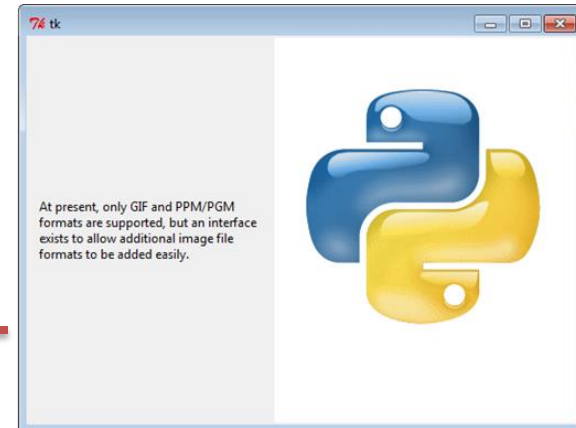 tk
At present, only GIF and PPM/PGM
formats are supported, but an interface
exists to allow additional image file
formats to be added easily.